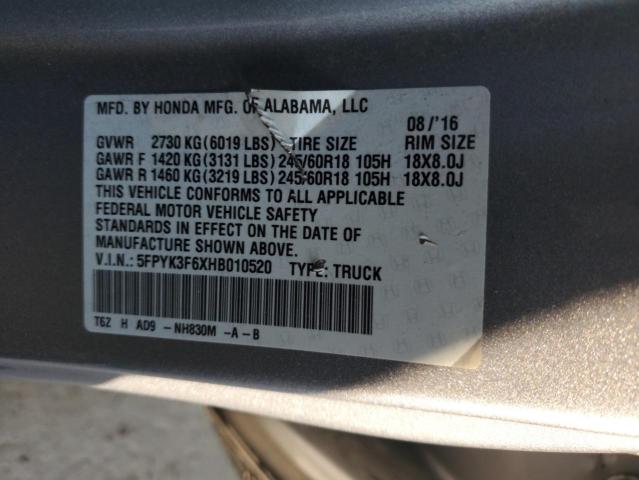 MFD. BY HONDA MFG. OF ALABAMA, LLC
08/'16
GVWR 2730 KG (6019 LBS) TIRE SIZE RIM SIZE
GAWR F 1420 KG (3131 LBS) 245/60R18 105H 18X8.0J
GAWR R 1460 KG (3219 LBS) 245/60R18 105H 18X8.0J
THIS VEHICLE CONFORMS TO ALL APPLICABLE
FEDERAL MOTOR VEHICLE SAFETY
STANDARDS IN EFFECT ON THE DATE OF
MANUFACTURE SHOWN ABOVE.
V.I.N.: 5FPYK3F6XHB010520 TYPE: TRUCK
T6Z H AD9 -NH830M -A-B